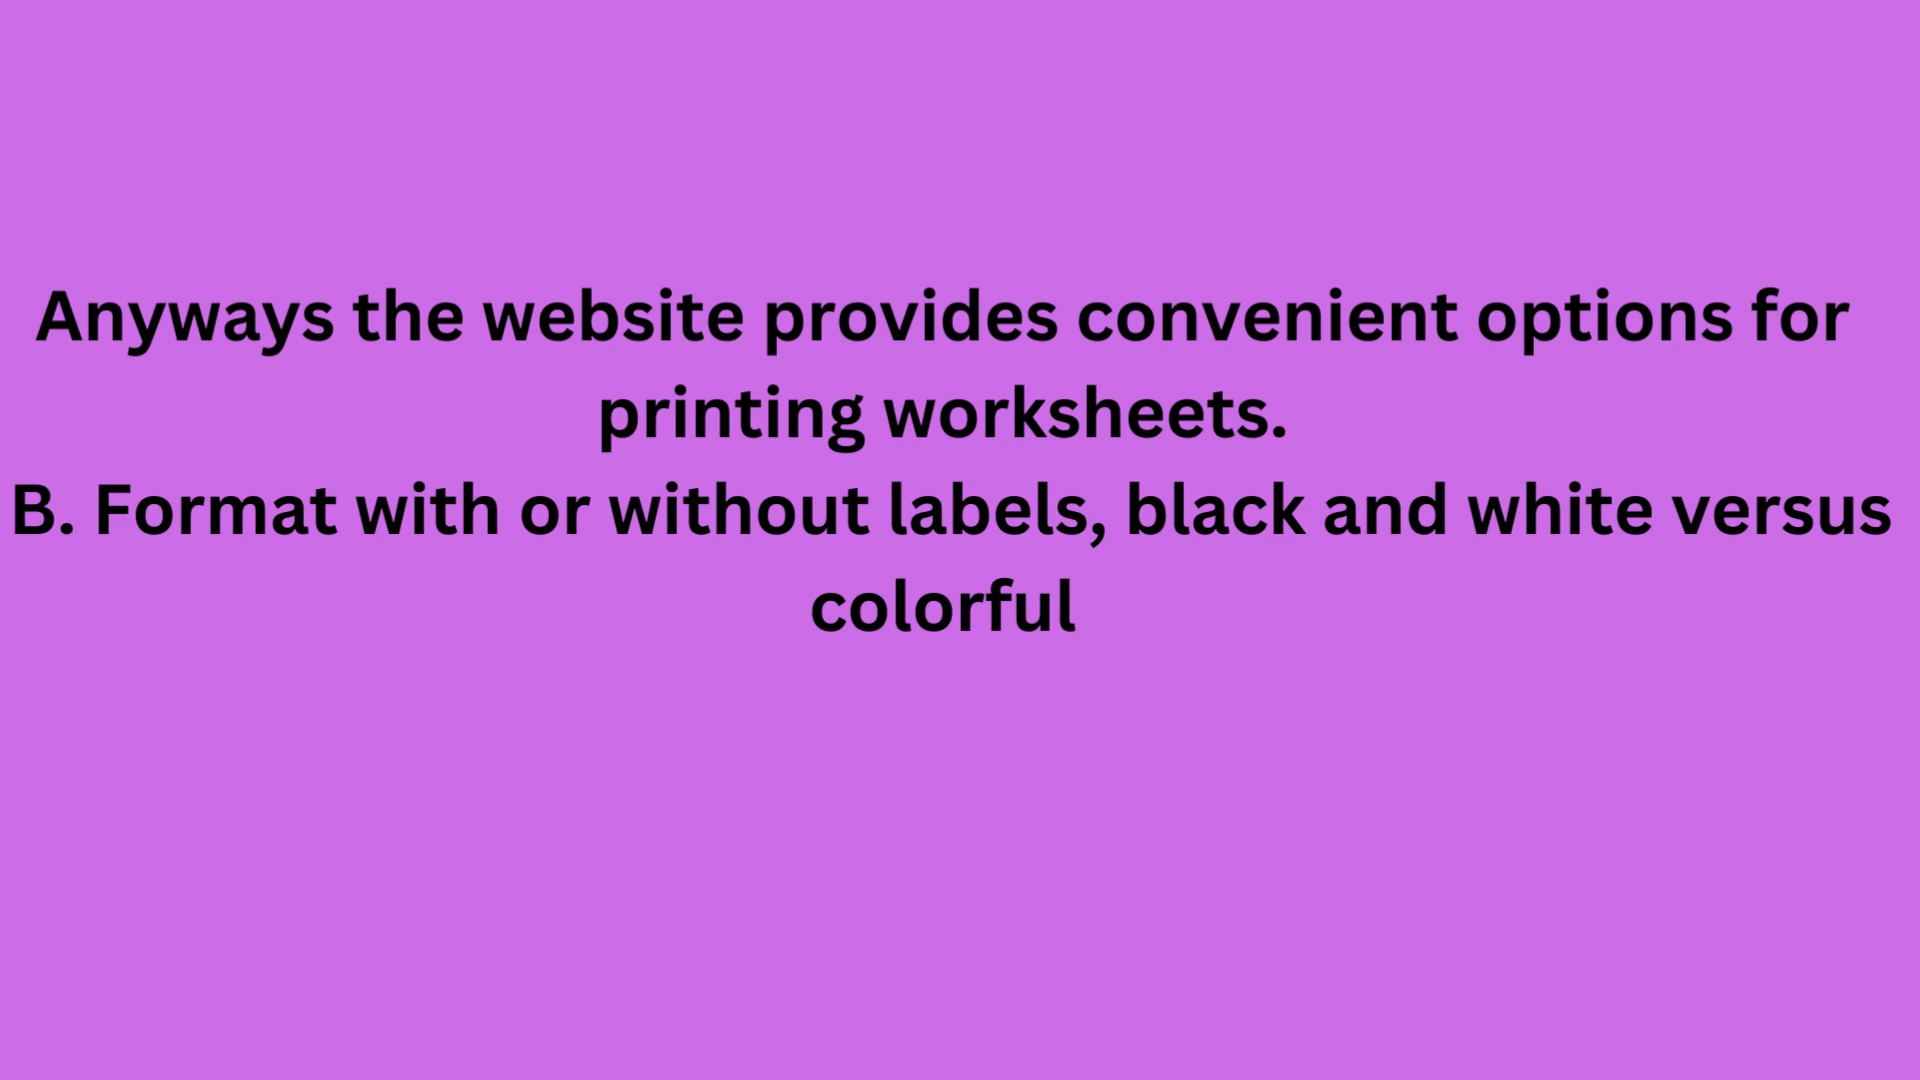 Anyways the website provides convenient options for
printing worksheets.
B. Format with or without labels, black and white versus
colorful